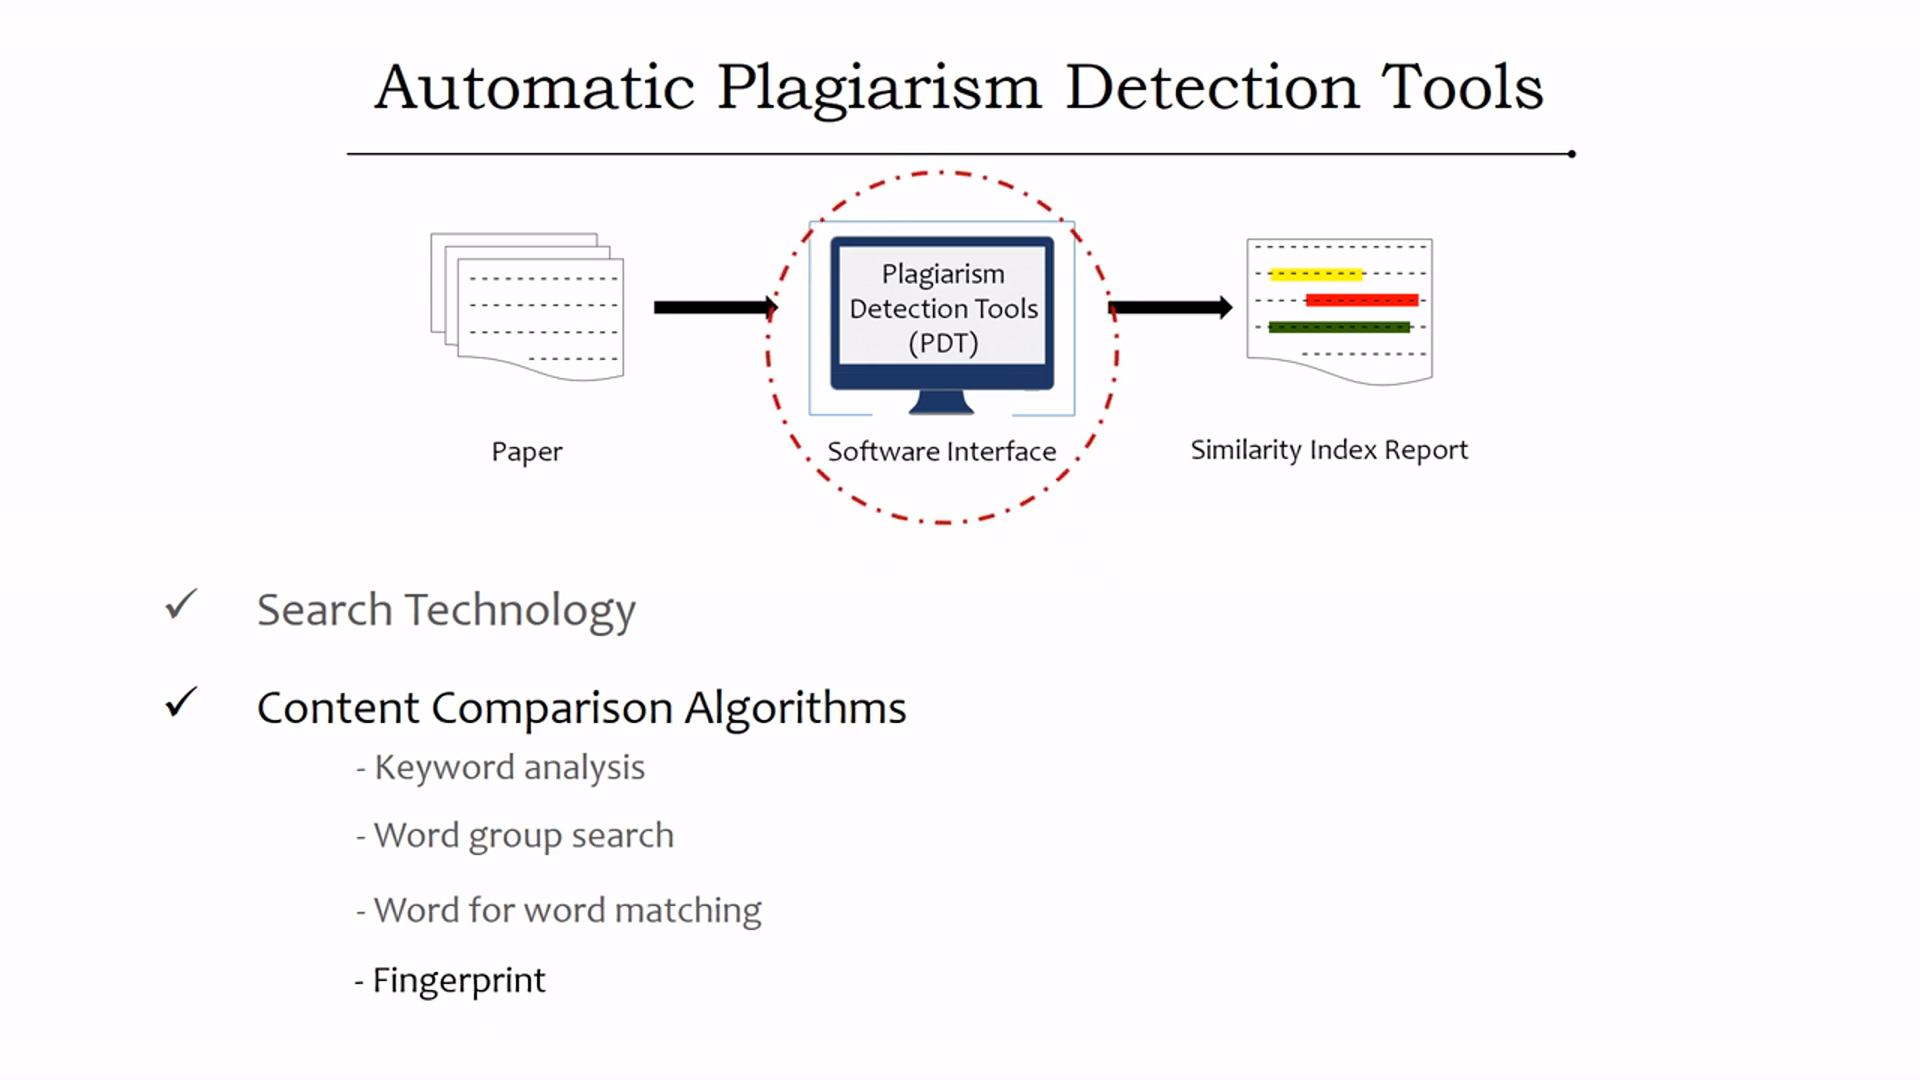 Automatic Plagiarism Detection Tools
Plagiarism
Detection Tools
(PDT)
Paper
Software Interface
Similarity Index Report
✓ Search Technology
✓ Content Comparison Algorithms
- Keyword analysis
- Word group search
- Word for word matching
- Fingerprint